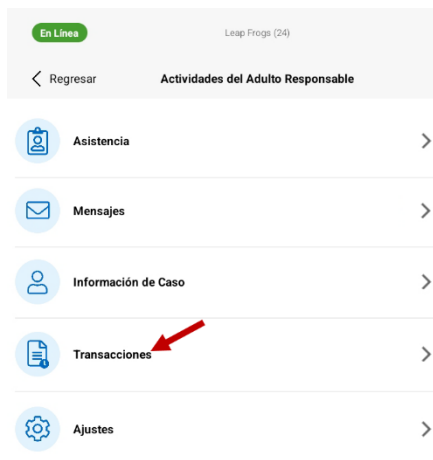 En Línea
Leap Frogs (24)
Regresar
Actividades del Adulto Responsable
Asistencia
Mensajes
Información de Caso
Transacciones
Ajustes